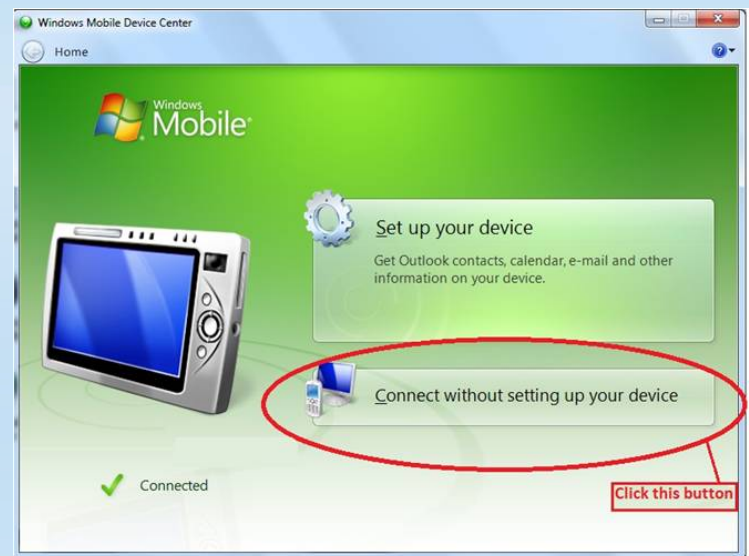 Windows Mobile Device Center
Home
Windows
Mobile
Set up your device
Get Outlook contacts, calendar, e-mail and other
information on your device.
Connect without setting up your device
Connected
Click this button